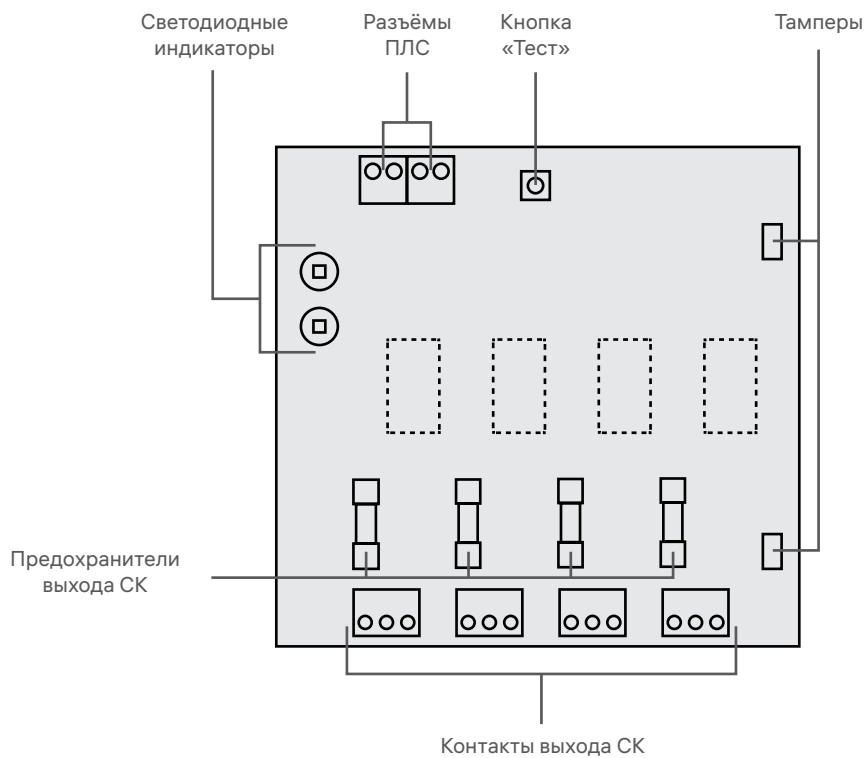 Светодиодные
индикаторы
Разъёмы
ПЛС
Кнопка
«Тест»
Тамперы
Предохранители
выхода СК
Контакты выхода СК